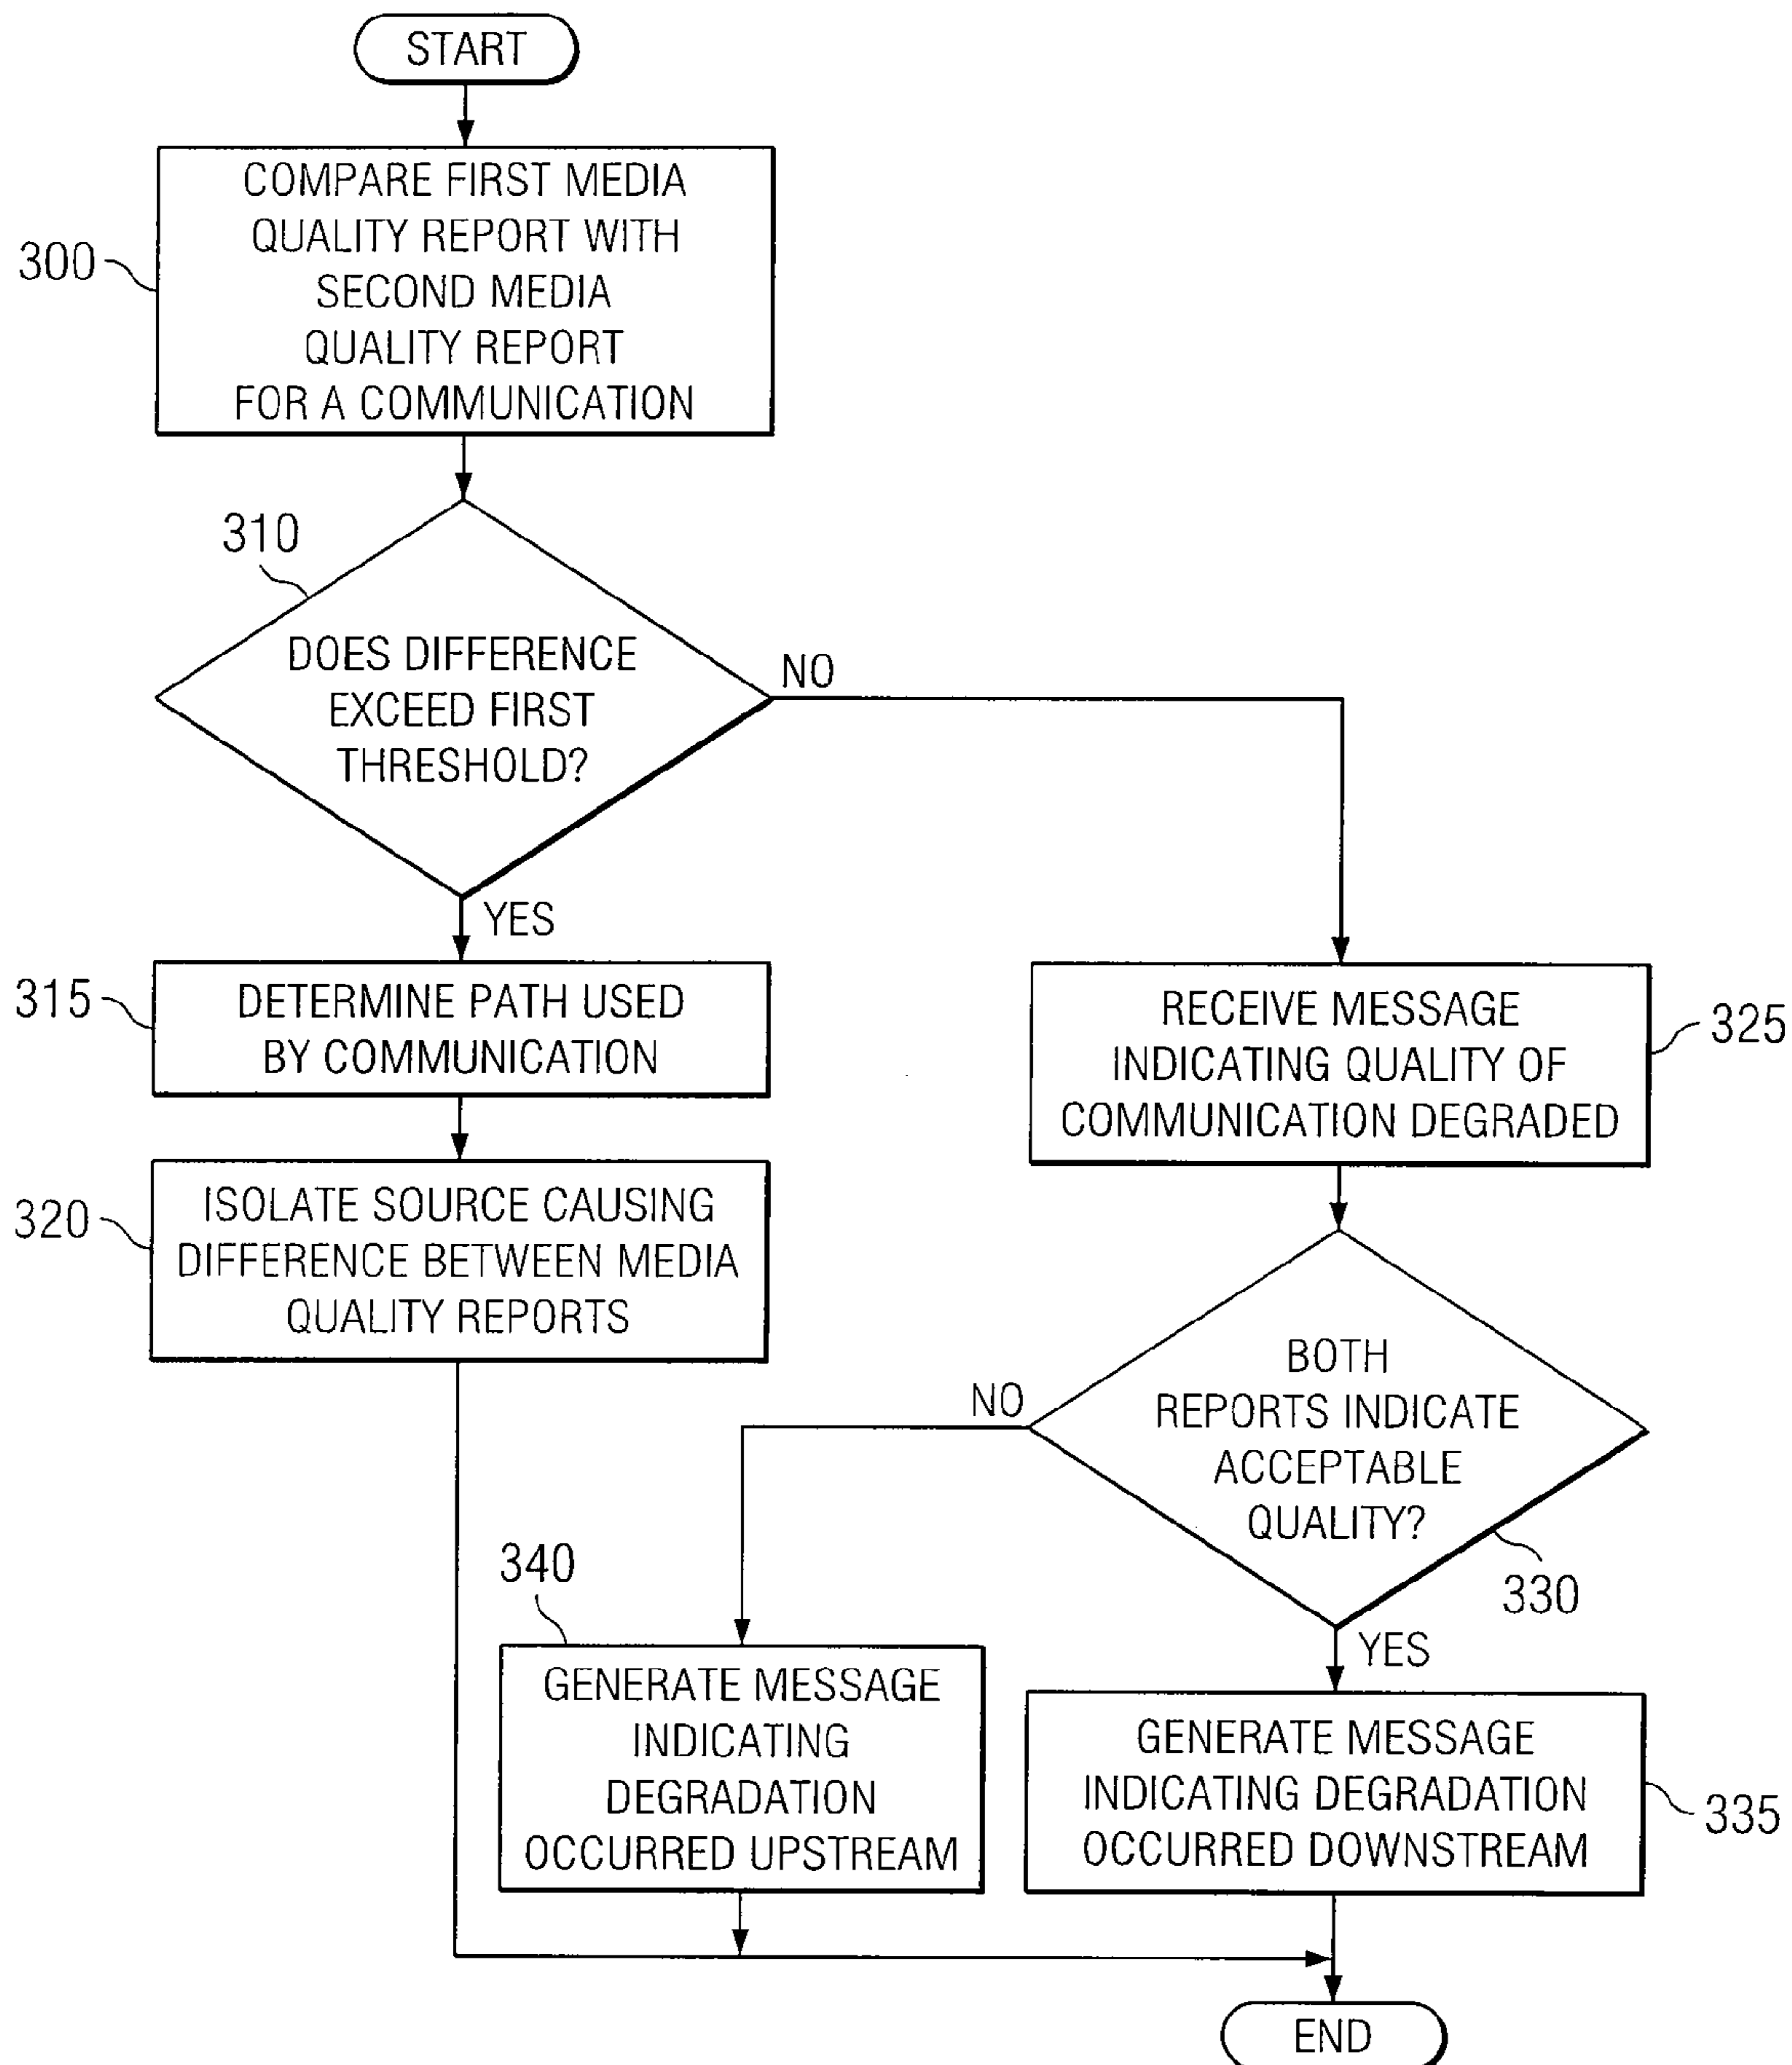 START
300
COMPARE FIRST MEDIA
QUALITY REPORT WITH
SECOND MEDIA
QUALITY REPORT
FOR A COMMUNICATION
310
DOES DIFFERENCE
EXCEED FIRST
THRESHOLD?
NO
YES
315
DETERMINE PATH USED
BY COMMUNICATION
320
ISOLATE SOURCE CAUSING
DIFFERENCE BETWEEN MEDIA
QUALITY REPORTS
RECEIVE MESSAGE
INDICATING QUALITY OF
COMMUNICATION DEGRADED
325
BOTH
REPORTS INDICATE
ACCEPTABLE
QUALITY?
330
NO
YES
340
GENERATE MESSAGE
INDICATING
DEGRADATION
OCCURRED UPSTREAM
GENERATE MESSAGE
INDICATING DEGRADATION
OCCURRED DOWNSTREAM
335
END